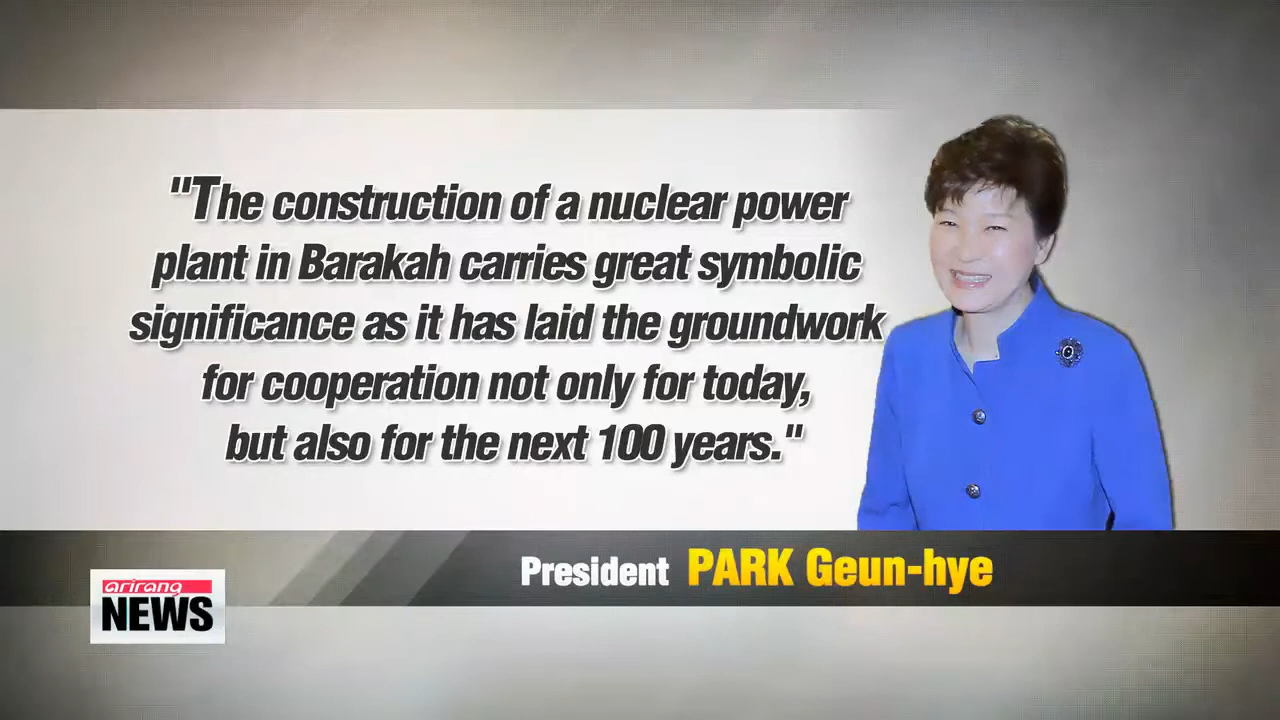 "The construction of a nuclear power
plant in Barakah carries great symbolic
significance as it has laid the groundwork
for cooperation not only for today,
but also for the next 100 years."
President PARK Geun-hye
arirang
NEWS